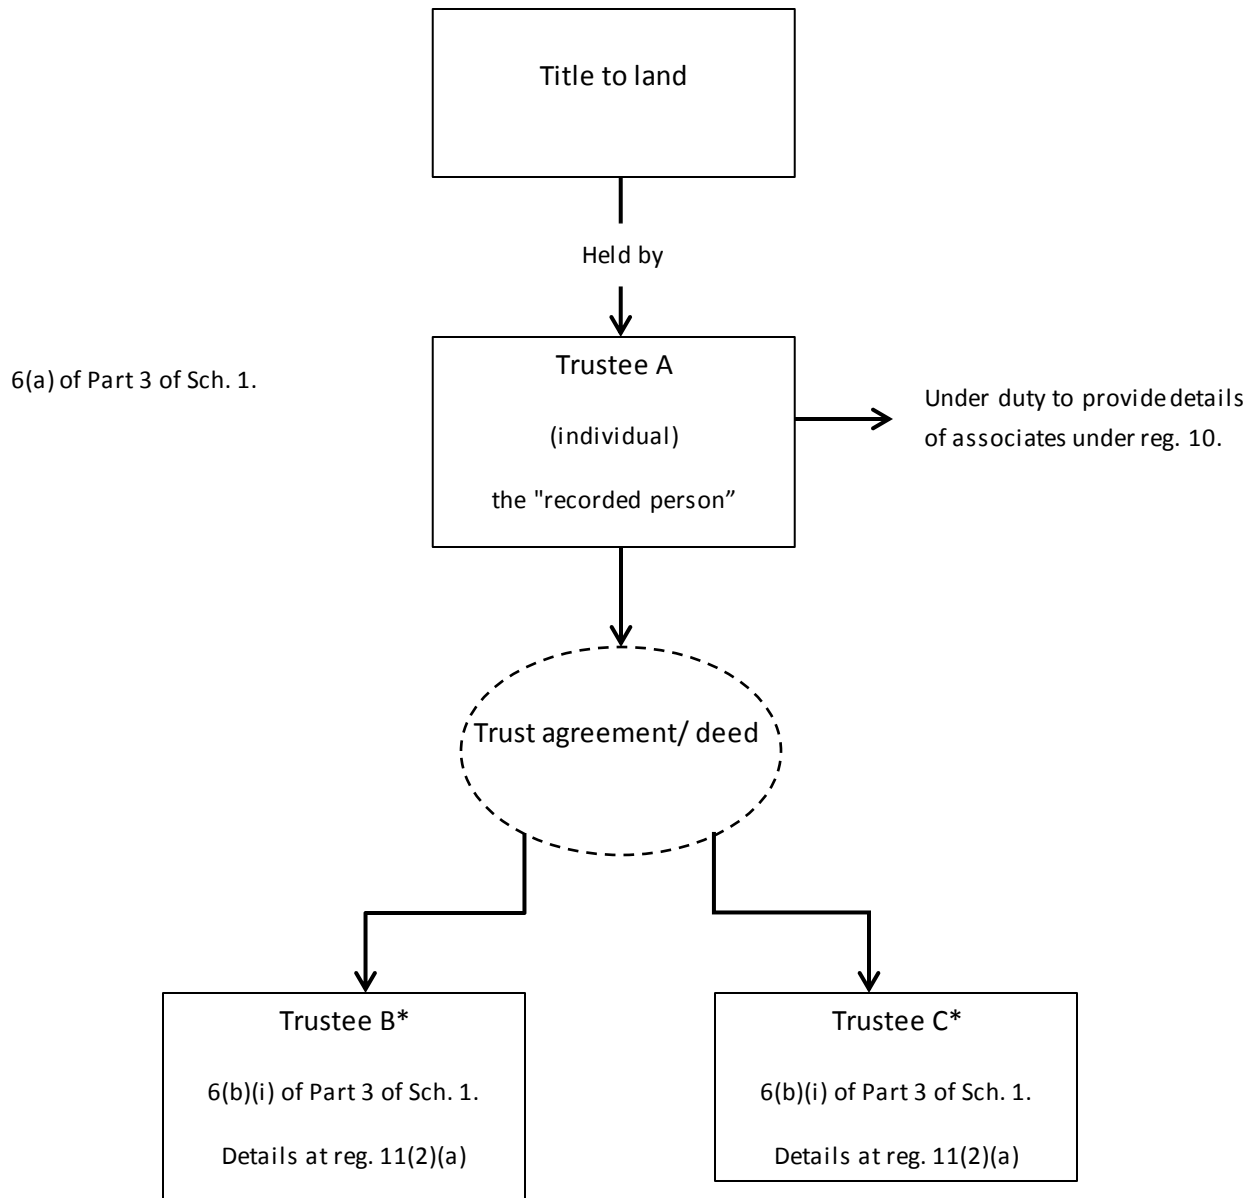 Title to land
Held by
6(a) of Part 3 of Sch. 1.
Trustee A
(individual)
the "recorded person”
Under duty to provide details
of associates under reg. 10.
Trust agreement/ deed
Trustee B*
6(b)(i) of Part 3 of Sch. 1.
Details at reg. 11(2)(a)
Trustee C*
6(b)(i) of Part 3 of Sch. 1.
Details at reg. 11(2)(a)